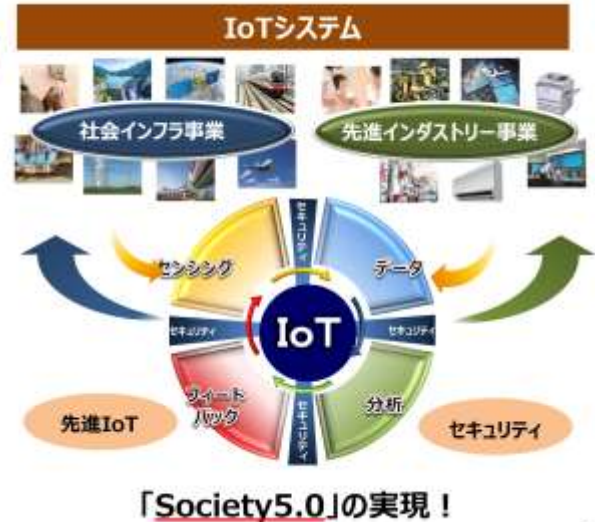 IoTシステム
社会インフラ事業
先進インダストリー事業
セキュリティ
センシング
データ
セキュリティ
IoT
セキュリティ
フィード
バック
分析
セキュリティ
先進IoT
セキュリティ
「Society5.0」の実現！